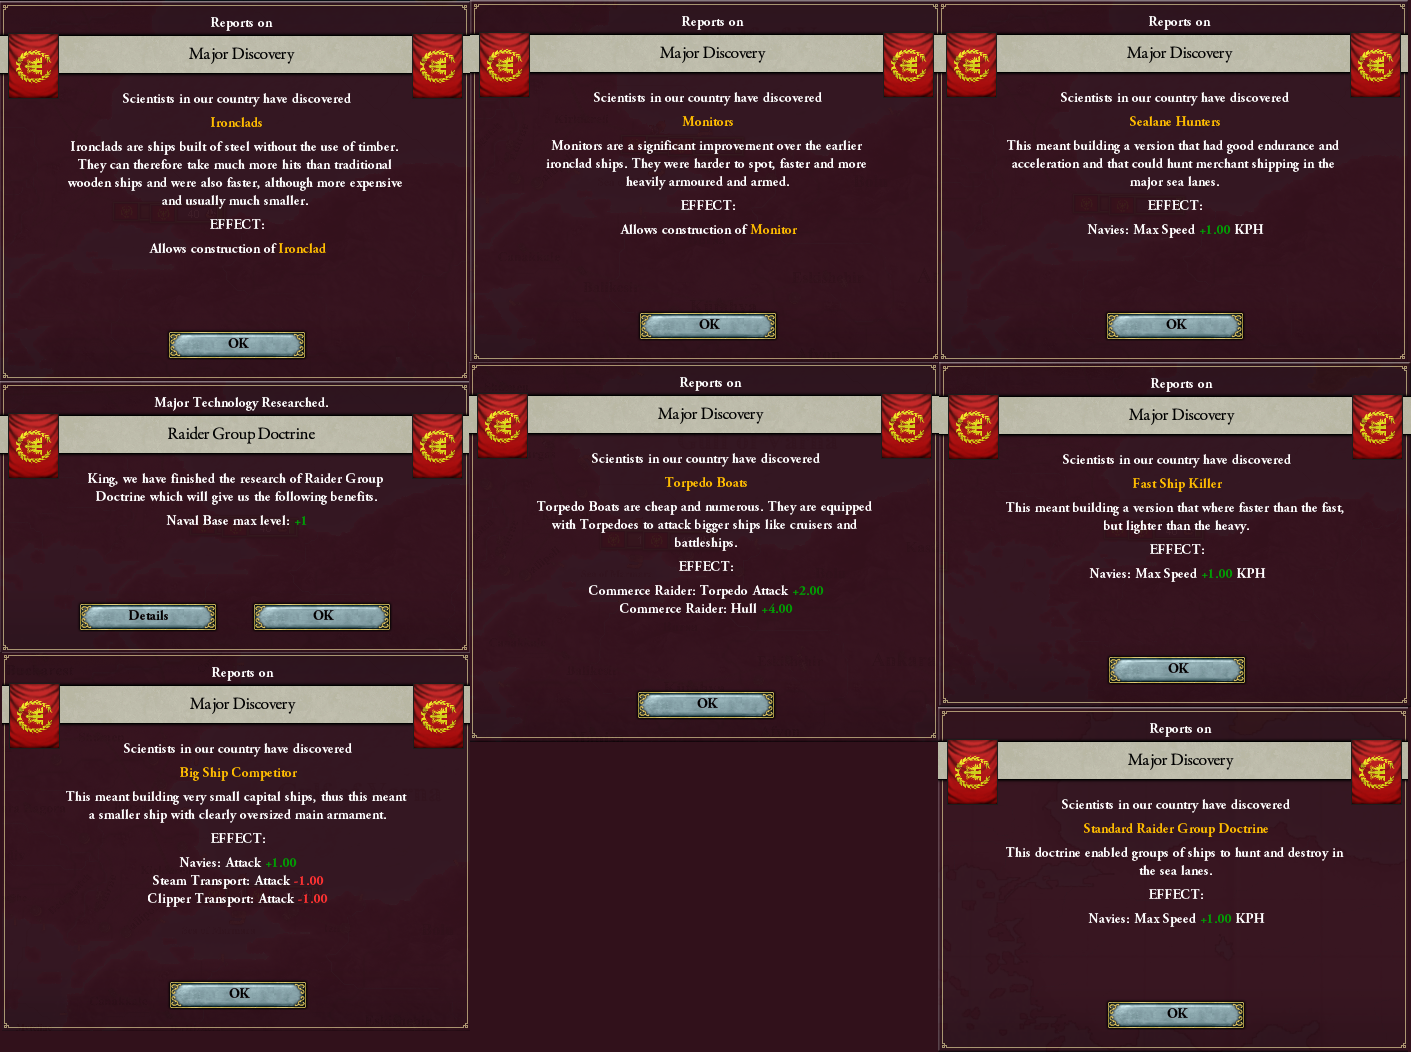 Reports on
Major Discovery
Scientists in our country have discovered
Ironclads
Ironclads are ships built of steel without the use of timber.
They can therefore take much more hits than traditional
wooden ships and were also faster, although more expensive
and usually much smaller.
EFFECT:
Allows construction of Ironclad
OK
Reports on
Major Discovery
Scientists in our country have discovered
Monitors
Monitors are a significant improvement over the earlier
ironclad ships. They were harder to spot, faster and more
heavily armoured and armed.
EFFECT:
Allows construction of Monitor
OK
Reports on
Major Discovery
Scientists in our country have discovered
Sealane Hunters
This meant building a version that had good endurance and
acceleration and that could hunt merchant shipping in the
major sea lanes.
EFFECT:
Navies: Max Speed +1.00 KPH
OK
Major Technology Researched.
Raider Group Doctrine
King, we have finished the research of Raider Group
Doctrine which will give us the following benefits.
Naval Base max level: +1
Details
OK
Reports on
Major Discovery
Scientists in our country have discovered
Torpedo Boats
Torpedo Boats are cheap and numerous. They are equipped
with Torpedoes to attack bigger ships like cruisers and
battleships.
EFFECT:
Commerce Raider: Torpedo Attack +2.00
Commerce Raider: Hull +4.00
OK
Reports on
Major Discovery
Scientists in our country have discovered
Fast Ship Killer
This meant building a version that where faster than the fast,
but lighter than the heavy.
EFFECT:
Navies: Max Speed +1.00 KPH
OK
Reports on
Major Discovery
Scientists in our country have discovered
Big Ship Competitor
This meant building very small capital ships, thus this meant
a smaller ship with clearly oversized main armament.
EFFECT:
Navies: Attack +1.00
Steam Transport: Attack -1.00
Clipper Transport: Attack -1.00
OK
Reports on
Major Discovery
Scientists in our country have discovered
Standard Raider Group Doctrine
This doctrine enabled groups of ships to hunt and destroy in
the sea lanes.
EFFECT:
Navies: Max Speed +1.00 KPH
OK